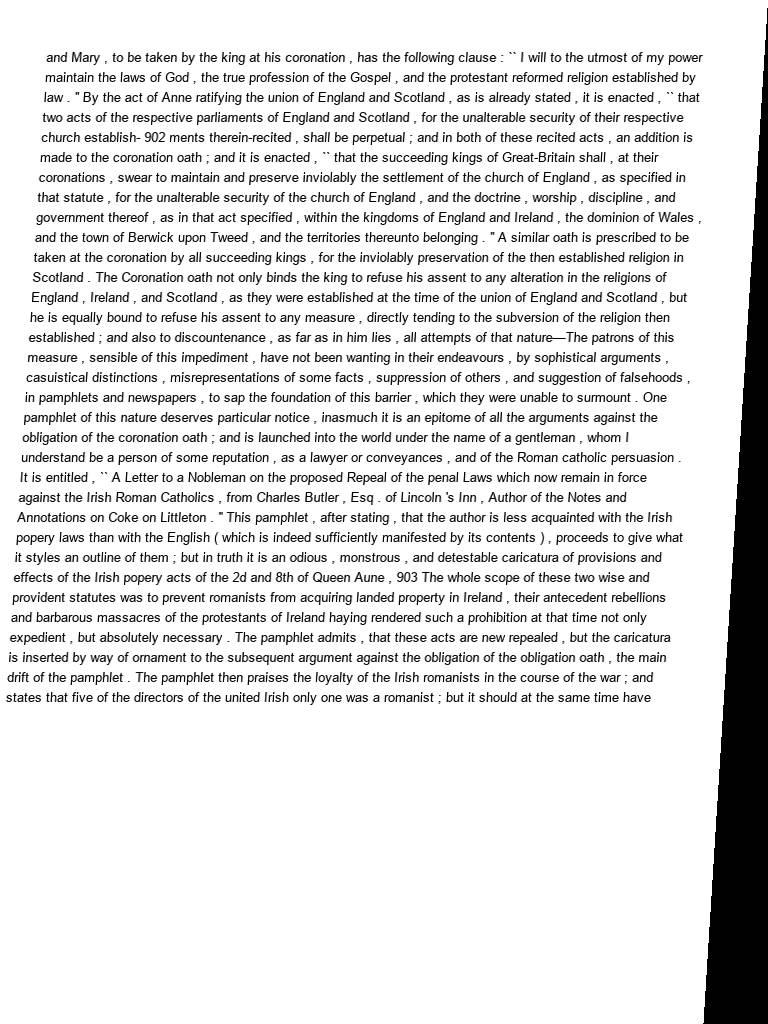 and Mary , to be taken by the king at his coronation , has the following clause : `` I will to the utmost of my power
maintain the laws of God , the true profession of the Gospel , and the protestant reformed religion established by
law . " By the act of Anne ratifying the union of England and Scotland , as is already stated , it is enacted , `` that
two acts of the respective parliaments of England and Scotland , for the unalterable security of their respective
church establish- 902 ments therein-recited , shall be perpetual ; and in both of these recited acts , an addition is
made to the coronation oath ; and it is enacted , `` that the succeeding kings of Great-Britain shall , at their
coronations , swear to maintain and preserve inviolably the settlement of the church of England , as specified in
that statute , for the unalterable security of the church of England , and the doctrine , worship , discipline , and
government thereof , as in that act specified , within the kingdoms of England and Ireland , the dominion of Wales ,
and the town of Berwick upon Tweed , and the territories thereunto belonging . " A similar oath is prescribed to be
taken at the coronation by all succeeding kings , for the inviolably preservation of the then established religion in
Scotland . The Coronation oath not only binds the king to refuse his assent to any alteration in the religions of
England , Ireland , and Scotland , as they were established at the time of the union of England and Scotland , but
he is equally bound to refuse his assent to any measure , directly tending to the subversion of the religion then
established ; and also to discountenance , as far as in him lies , all attempts of that nature—The patrons of this
measure , sensible of this impediment , have not been wanting in their endeavours , by sophistical arguments ,
casuistical distinctions , misrepresentations of some facts , suppression of others , and suggestion of falsehoods ,
in pamphlets and newspapers , to sap the foundation of this barrier , which they were unable to surmount . One
pamphlet of this nature deserves particular notice , inasmuch it is an epitome of all the arguments against the
obligation of the coronation oath ; and is launched into the world under the name of a gentleman , whom I
understand be a person of some reputation , as a lawyer or conveyances , and of the Roman catholic persuasion .
It is entitled , `` A Letter to a Nobleman on the proposed Repeal of the penal Laws which now remain in force
against the Irish Roman Catholics , from Charles Butler , Esq . of Lincoln 's Inn , Author of the Notes and
Annotations on Coke on Littleton . " This pamphlet , after stating , that the author is less acquainted with the Irish
popery laws than with the English ( which is indeed sufficiently manifested by its contents ) , proceeds to give what
it styles an outline of them ; but in truth it is an odious , monstrous , and detestable caricatura of provisions and
effects of the Irish popery acts of the 2d and 8th of Queen Aune , 903 The whole scope of these two wise and
provident statutes was to prevent romanists from acquiring landed property in Ireland , their antecedent rebellions
and barbarous massacres of the protestants of Ireland haying rendered such a prohibition at that time not only
expedient , but absolutely necessary . The pamphlet admits , that these acts are new repealed , but the caricatura
is inserted by way of ornament to the subsequent argument against the obligation of the obligation oath , the main
drift of the pamphlet . The pamphlet then praises the loyalty of the Irish romanists in the course of the war ; and
states that five of the directors of the united Irish only one was a romanist ; but it should at the same time have